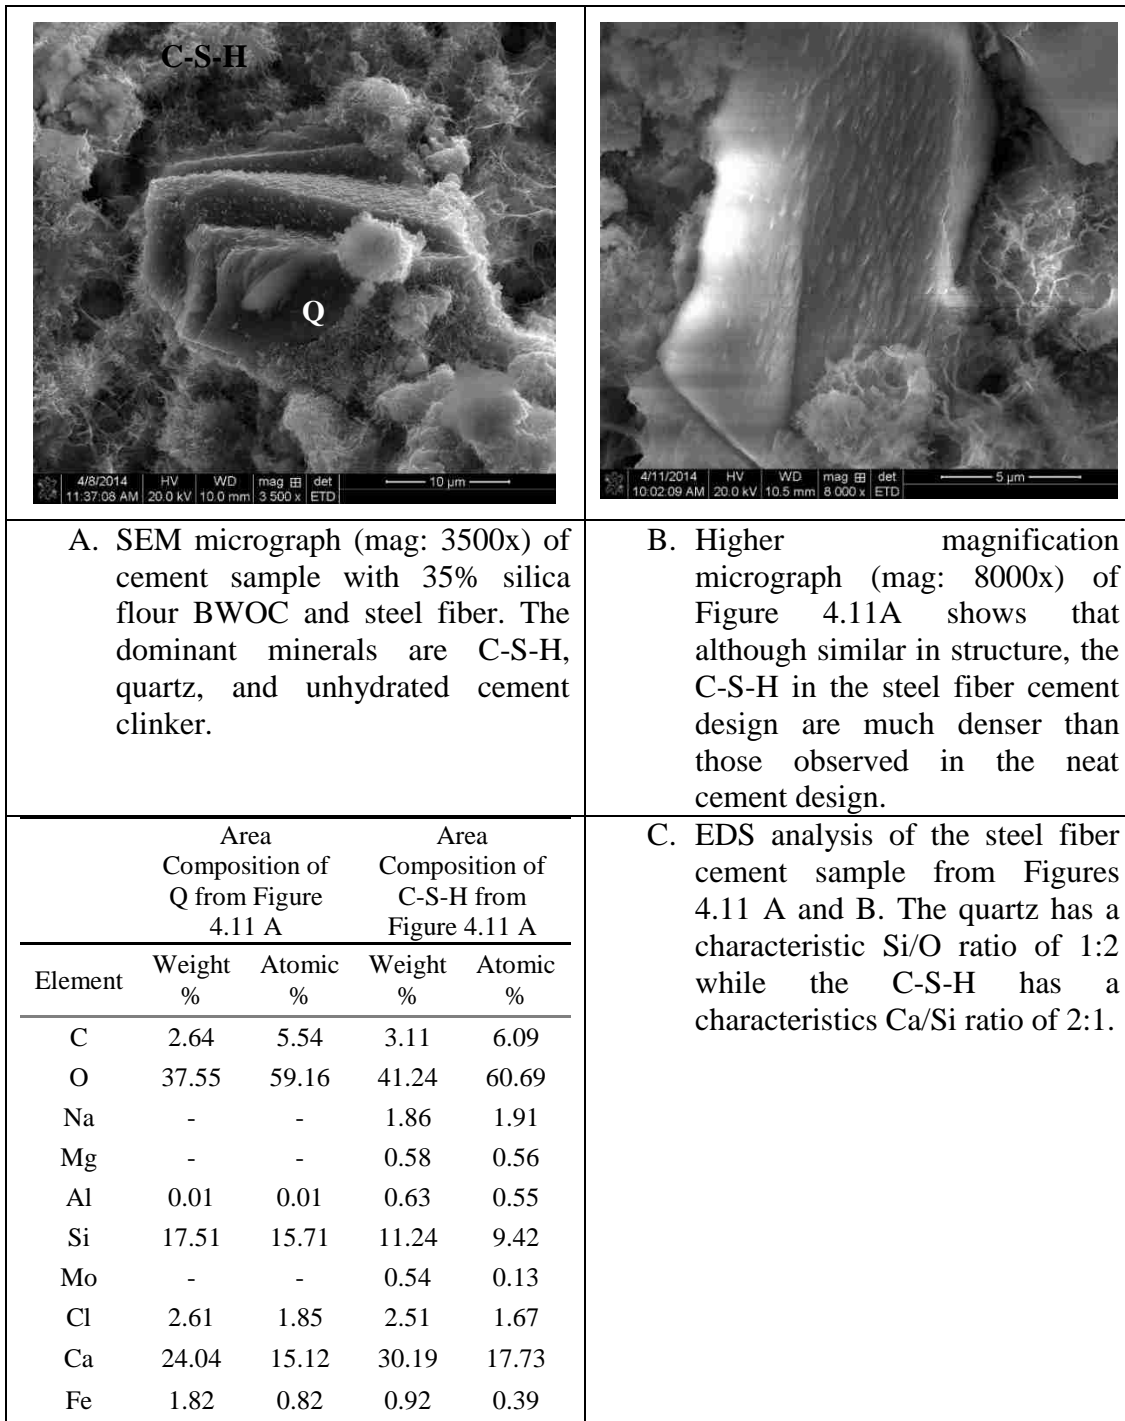 C-S-H
Q
4/8/2014 HV WD mag ⊞ det 10 µm
11:37:08 AM 20.0 kV 10.0 mm 3 500 x ETD
4/11/2014 HV WD mag ⊞ det 5 µm
10:02:09 AM 20.0 kV 10.5 mm 8 000 x ETD
A. SEM micrograph (mag: 3500x) of
cement sample with 35% silica
flour BWOC and steel fiber. The
dominant minerals are C-S-H,
quartz, and unhydrated cement
clinker.
B. Higher magnification
micrograph (mag: 8000x) of
Figure 4.11A shows that
although similar in structure, the
C-S-H in the steel fiber cement
design are much denser than
those observed in the neat
cement design.
Area Area
Composition of Composition of
Q from Figure C-S-H from
4.11 A Figure 4.11 A
Element Weight % Atomic % Weight % Atomic %
C 2.64 5.54 3.11 6.09
O 37.55 59.16 41.24 60.69
Na - - 1.86 1.91
Mg - - 0.58 0.56
Al 0.01 0.01 0.63 0.55
Si 17.51 15.71 11.24 9.42
Mo - - 0.54 0.13
Cl 2.61 1.85 2.51 1.67
Ca 24.04 15.12 30.19 17.73
Fe 1.82 0.82 0.92 0.39
C. EDS analysis of the steel fiber
cement sample from Figures
4.11 A and B. The quartz has a
characteristic Si/O ratio of 1:2
while the C-S-H has a
characteristics Ca/Si ratio of 2:1.